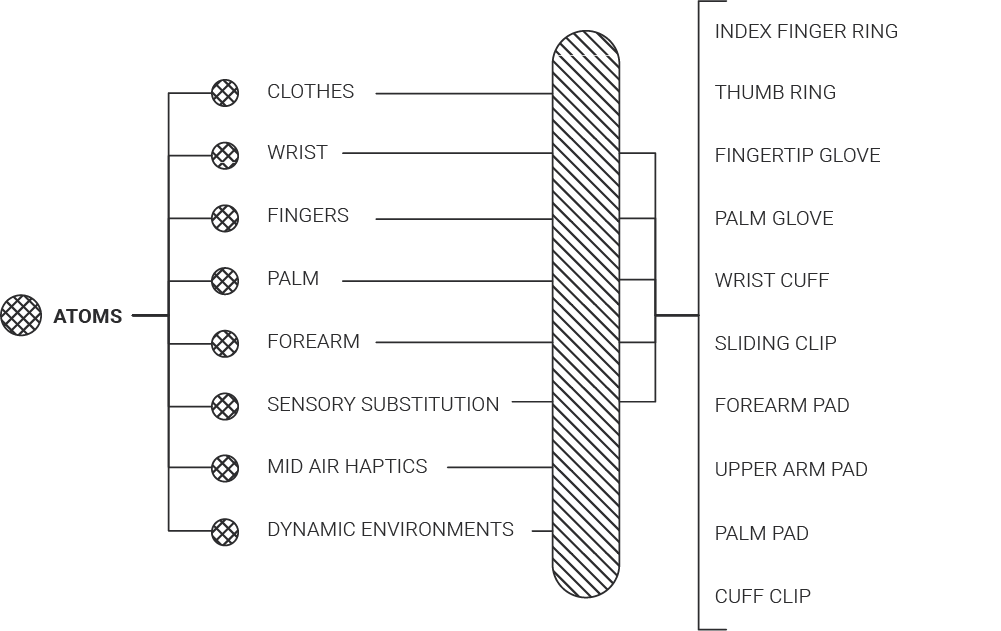 ATOMS
CLOTHES
WRIST
FINGERS
PALM
FOREARM
SENSORY SUBSTITUTION
MID AIR HAPTICS
DYNAMIC ENVIRONMENTS
INDEX FINGER RING
THUMB RING
FINGERTIP GLOVE
PALM GLOVE
WRIST CUFF
SLIDING CLIP
FOREARM PAD
UPPER ARM PAD
PALM PAD
CUFF CLIP